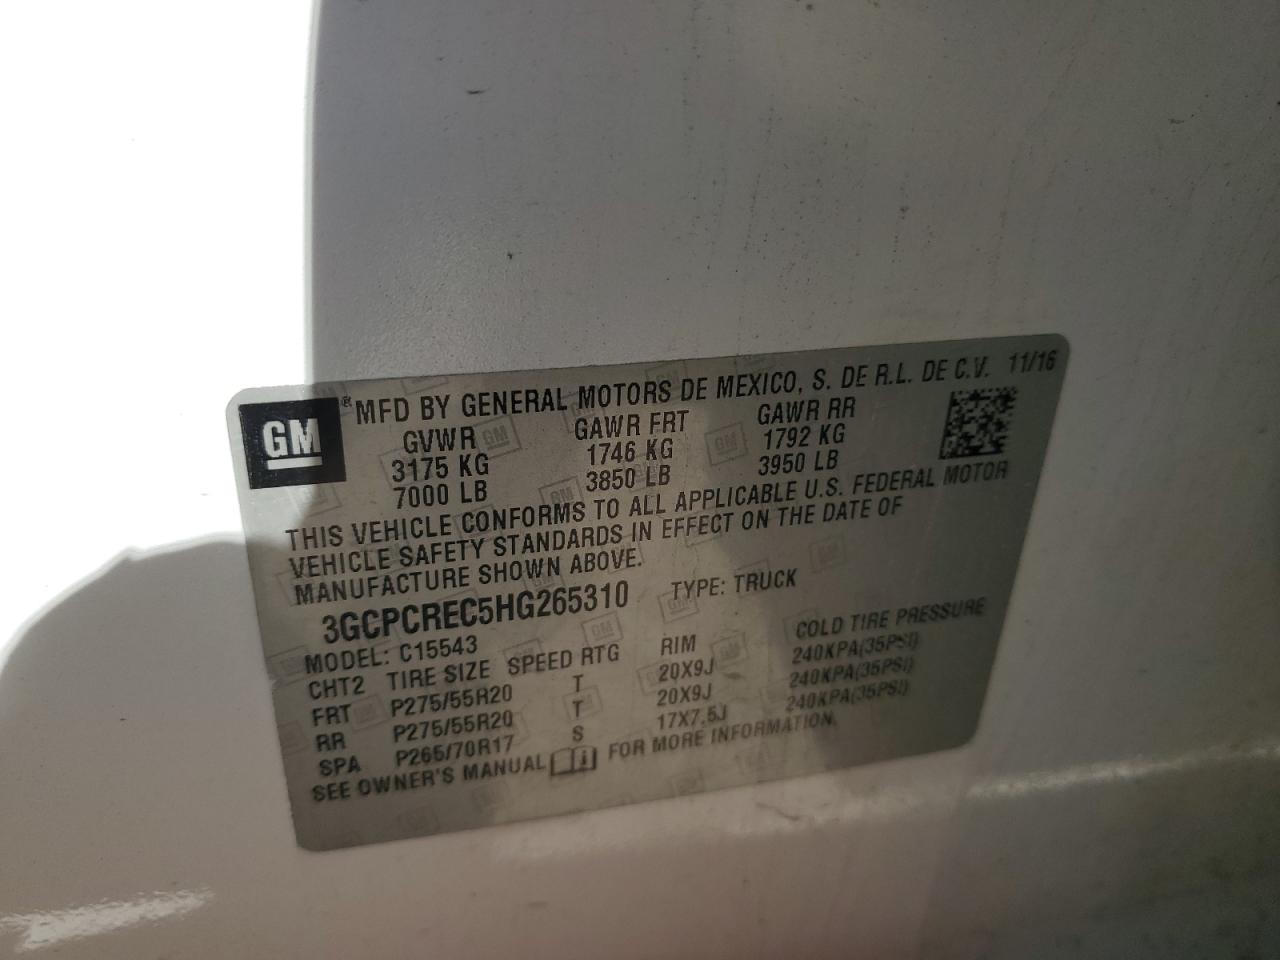 GM
®MFD BY GENERAL MOTORS DE MEXICO, S. DE R.L. DE C.V. 11/16
GVWR GAWR FRT GAWR RR
3175 KG 1746 KG 1792 KG
7000 LB 3850 LB 3950 LB
THIS VEHICLE CONFORMS TO ALL APPLICABLE U.S. FEDERAL MOTOR
VEHICLE SAFETY STANDARDS IN EFFECT ON THE DATE OF
MANUFACTURE SHOWN ABOVE.
3GCPCREC5HG265310 TYPE: TRUCK
MODEL: C15543
CHT2 TIRE SIZE SPEED RTG RIM COLD TIRE PRESSURE
FRT P275/55R20 T 20X9J 240KPA(35PSI)
RR P275/55R20 T 20X9J 240KPA(35PSI)
SPA P265/70R17 S 17X7.5J 240KPA(35PSI)
SEE OWNER'S MANUAL FOR MORE INFORMATION.